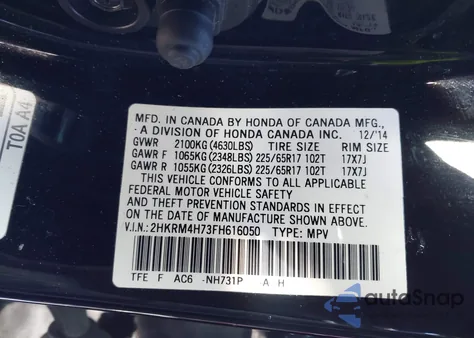 T0A A4
MFD. IN CANADA BY HONDA OF CANADA MFG.,
A DIVISION OF HONDA CANADA INC. 12/'14
GVWR 2100KG (4630LBS) TIRE SIZE RIM SIZE
GAWR F 1065KG (2348LBS) 225/65R17 102T 17X7J
GAWR R 1055KG (2326LBS) 225/65R17 102T 17X7J
THIS VEHICLE CONFORMS TO ALL APPLICABLE
FEDERAL MOTOR VEHICLE SAFETY
AND THEFT PREVENTION STANDARDS IN EFFECT
ON THE DATE OF MANUFACTURE SHOWN ABOVE.
V.I.N.: 2HKRM4H73FH616050 TYPE: MPV
TFE F AC6 -NH731P -A H
autoSnap